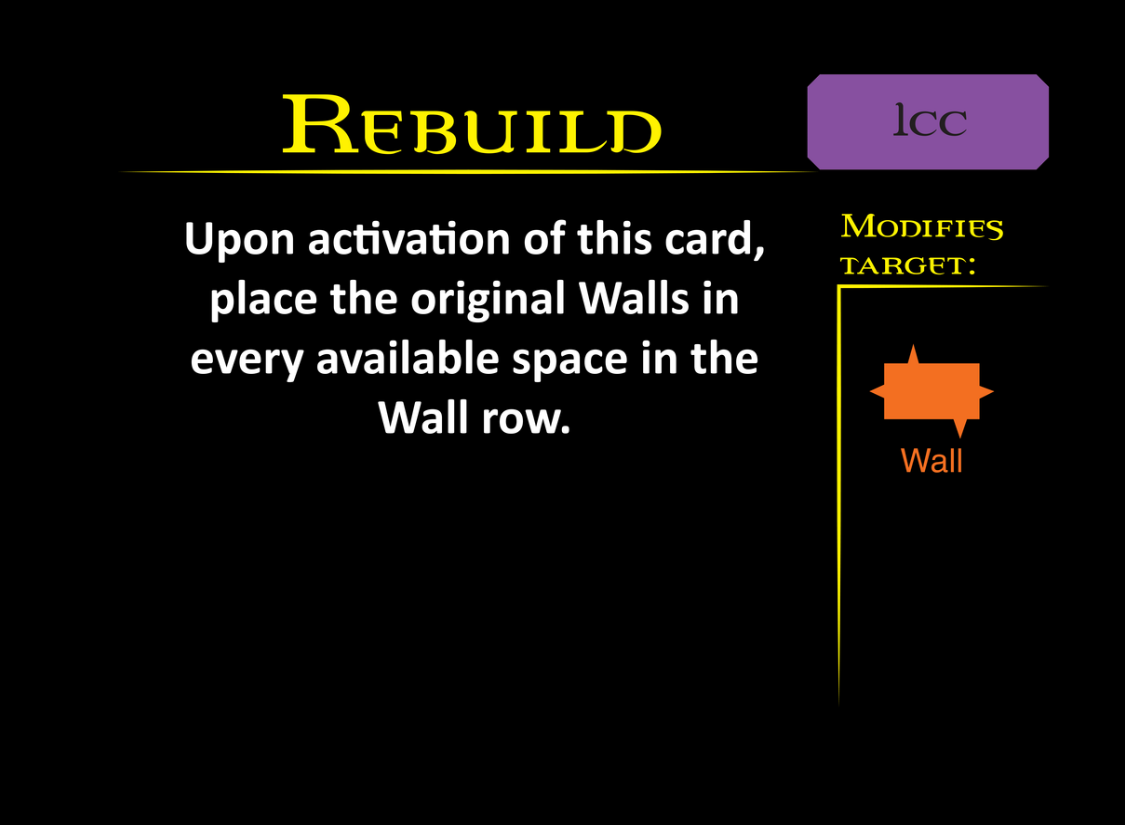 Rebuild
1cc
Upon activation of this card,
place the original Walls in
every available space in the
Wall row.
Modifies
target:
Wall